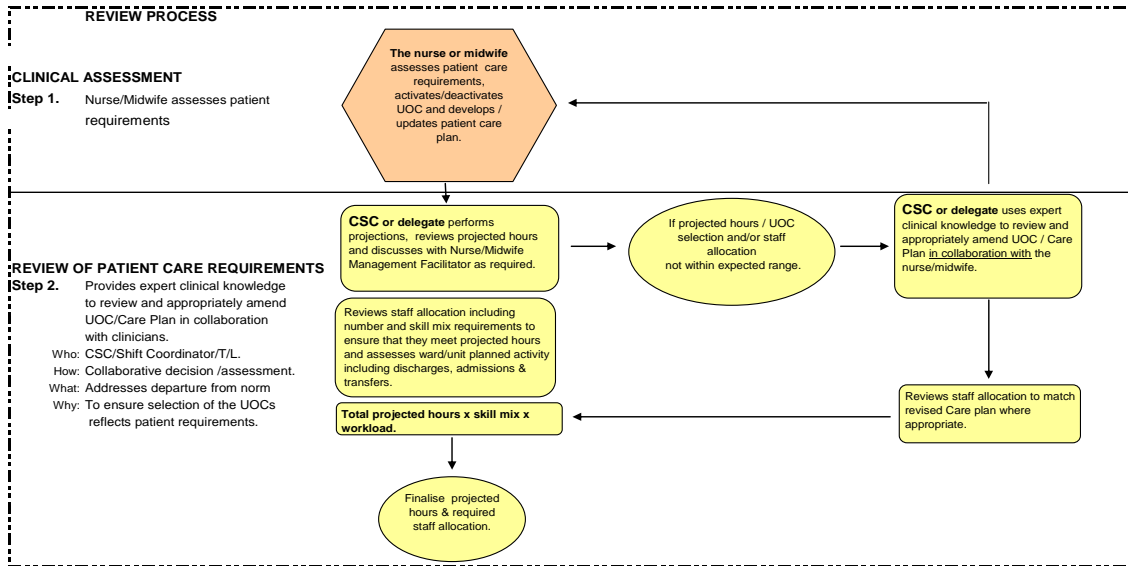 REVIEW PROCESS
The nurse or midwife
assesses patient care
requirements,
activates/deactivates
UOC and develops /
updates patient care
plan.
CLINICAL ASSESSMENT
Step 1. Nurse/Midwife assesses patient
requirements
CSC or delegate performs
projections, reviews projected hours
and discusses with Nurse/Midwife
Management Facilitator as required.
If projected hours / UOC
selection and/or staff
allocation
not within expected range.
CSC or delegate uses expert
clinical knowledge to review and
appropriately amend UOC / Care
Plan in collaboration with the
nurse/midwife.
REVIEW OF PATIENT CARE REQUIREMENTS
Step 2. Provides expert clinical knowledge
to review and appropriately amend
UOC/Care Plan in collaboration
with clinicians.
Who: CSC/Shift Coordinator/T/L.
How: Collaborative decision /assessment.
What: Addresses departure from norm
Why: To ensure selection of the UOCs
reflects patient requirements.
Reviews staff allocation including
number and skill mix requirements to
ensure that they meet projected hours
and assesses ward/unit planned activity
including discharges, admissions &
transfers.
Reviews staff allocation to match
revised Care plan where
appropriate.
Total projected hours x skill mix x
workload.
Finalise projected
hours & required
staff allocation.